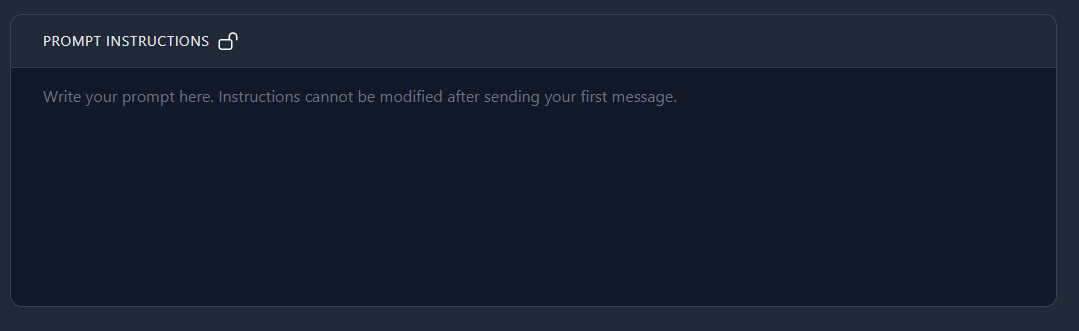 PROMPT INSTRUCTIONS
Write your prompt here. Instructions cannot be modified after sending your first message.